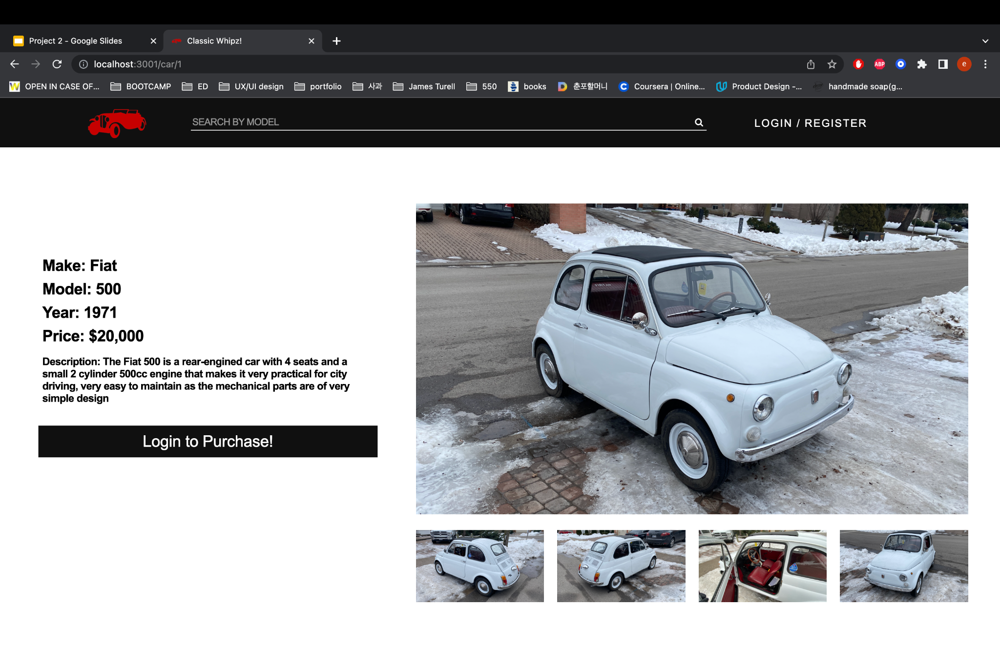 Project 2 - Google Slides
Classic Whipz!
localhost:3001/car/1
ABP
e
OPEN IN CASE OF...
BOOTCAMP
ED
UX/UI design
portfolio
사과
James Turell
550
books
춘포할머니
Coursera | Online...
Product Design -...
handmade soap(g...
SEARCH BY MODEL
LOGIN / REGISTER
Make: Fiat
Model: 500
Year: 1971
Price: $20,000
Description: The Fiat 500 is a rear-engined car with 4 seats and a
small 2 cylinder 500cc engine that makes it very practical for city
driving, very easy to maintain as the mechanical parts are of very
simple design
Login to Purchase!